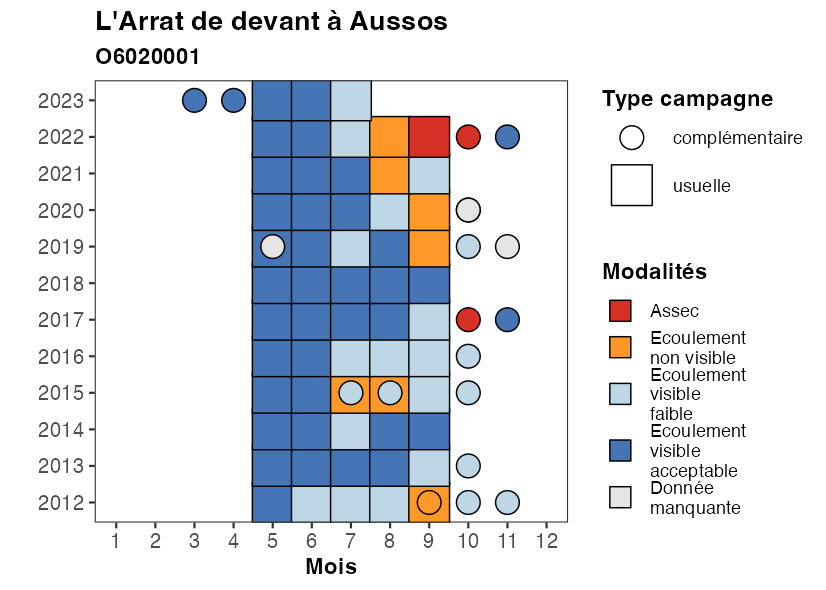 L'Arrat de devant à Aussos
O6020001
2023
2022
2021
2020
2019
2018
2017
2016
2015
2014
2013
2012
1 2 3 4 5 6 7 8 9 10 11 12
Mois
Type campagne
complémentaire
usuelle
Modalités
Assec
Ecoulement
non visible
Ecoulement
visible
faible
Ecoulement
visible
acceptable
Donnée
manquante